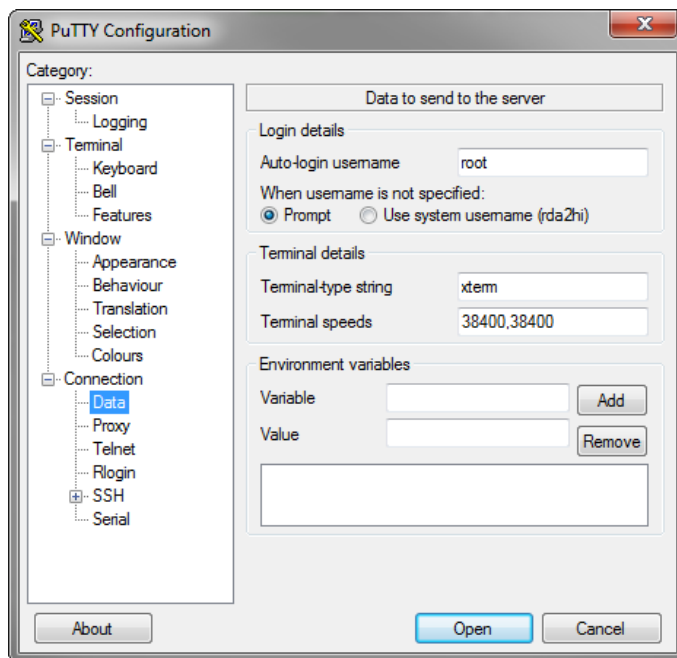 PuTTY Configuration
Category:
Session
Logging
Terminal
Keyboard
Bell
Features
Window
Appearance
Behaviour
Translation
Selection
Colours
Connection
Data
Proxy
Telnet
Rlogin
SSH
Serial
Data to send to the server
Login details
Auto-login username root
When username is not specified:
Prompt Use system username (rda2hi)
Terminal details
Terminal-type string xterm
Terminal speeds 38400,38400
Environment variables
Variable Add
Value Remove
About Open Cancel